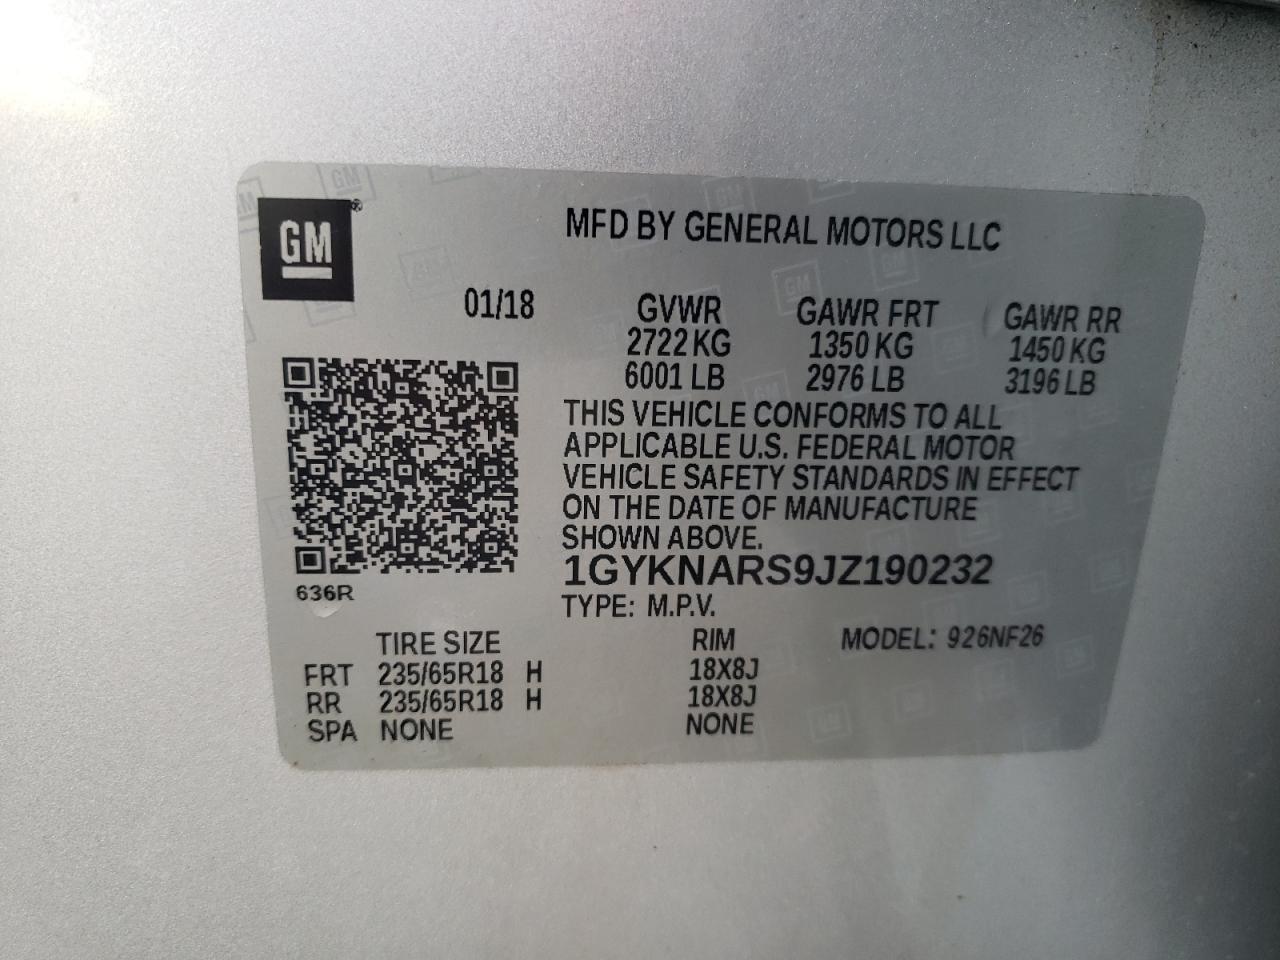 GM®
MFD BY GENERAL MOTORS LLC
01/18 GVWR GAWR FRT GAWR RR
2722 KG 1350 KG 1450 KG
6001 LB 2976 LB 3196 LB
THIS VEHICLE CONFORMS TO ALL
APPLICABLE U.S. FEDERAL MOTOR
VEHICLE SAFETY STANDARDS IN EFFECT
ON THE DATE OF MANUFACTURE
SHOWN ABOVE.
1GYKNARS9JZ190232
636R
TYPE: M.P.V.
TIRE SIZE RIM MODEL: 926NF26
FRT 235/65R18 H 18X8J
RR 235/65R18 H 18X8J
SPA NONE NONE